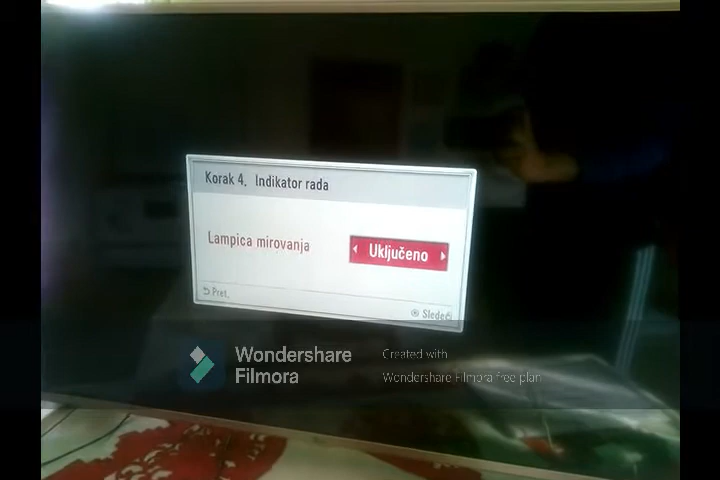 Korak 4. Indikator rada
Lampica mirovanja
Uključeno
Pret.
Sledeći
Wondershare
Filmora
Created with
Wondershare Filmora free plan